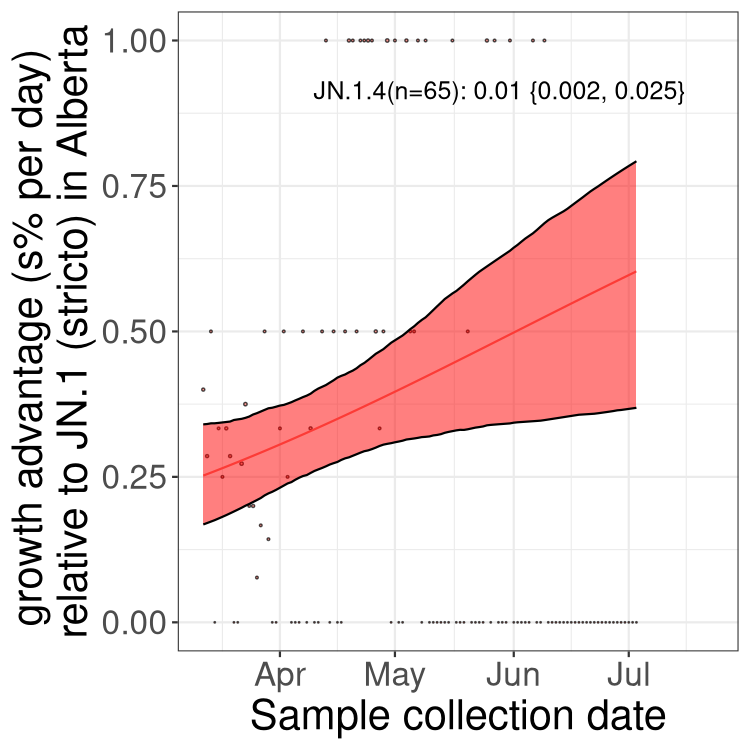 growth advantage (s% per day)
relative to JN.1 (stricto) in Alberta
1.00
JN.1.4(n=65): 0.01 {0.002, 0.025}
0.75
0.50
0.25
0.00
Apr May Jun Jul
Sample collection date